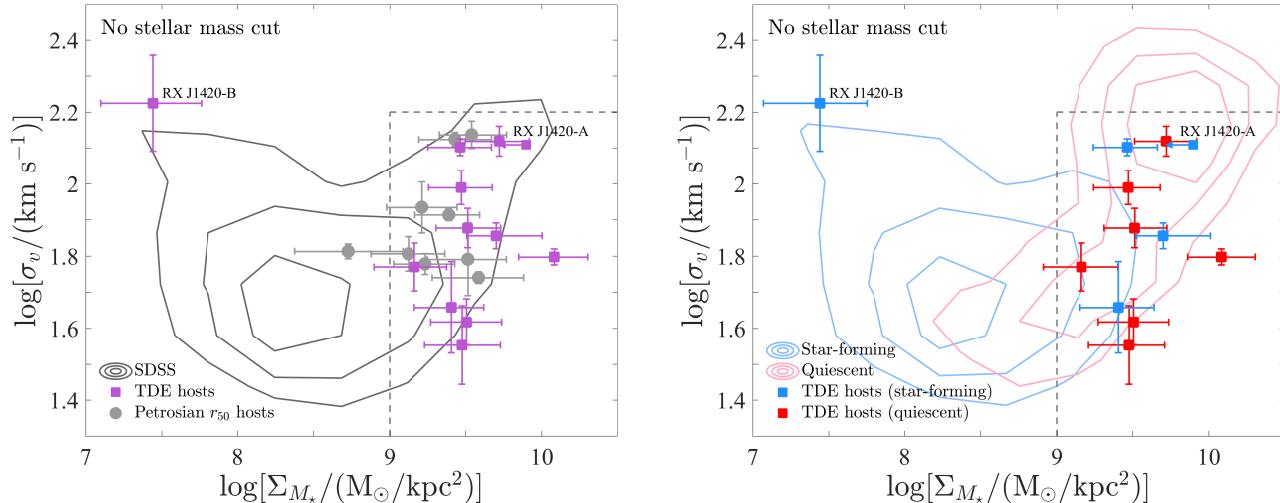 No stellar mass cut
RX J1420-B
RX J1420-A
SDSS
TDE hosts
Petrosian r50 hosts
2.4
2.2
2
1.8
1.6
1.4
log[σv/(km s−1)]
7
8
9
10
log[ΣM⋆/(M⊙/kpc2)]
No stellar mass cut
RX J1420-B
RX J1420-A
Star-forming
Quiescent
TDE hosts (star-forming)
TDE hosts (quiescent)
2.4
2.2
2
1.8
1.6
1.4
log[σv/(km s−1)]
7
8
9
10
log[ΣM⋆/(M⊙/kpc2)]